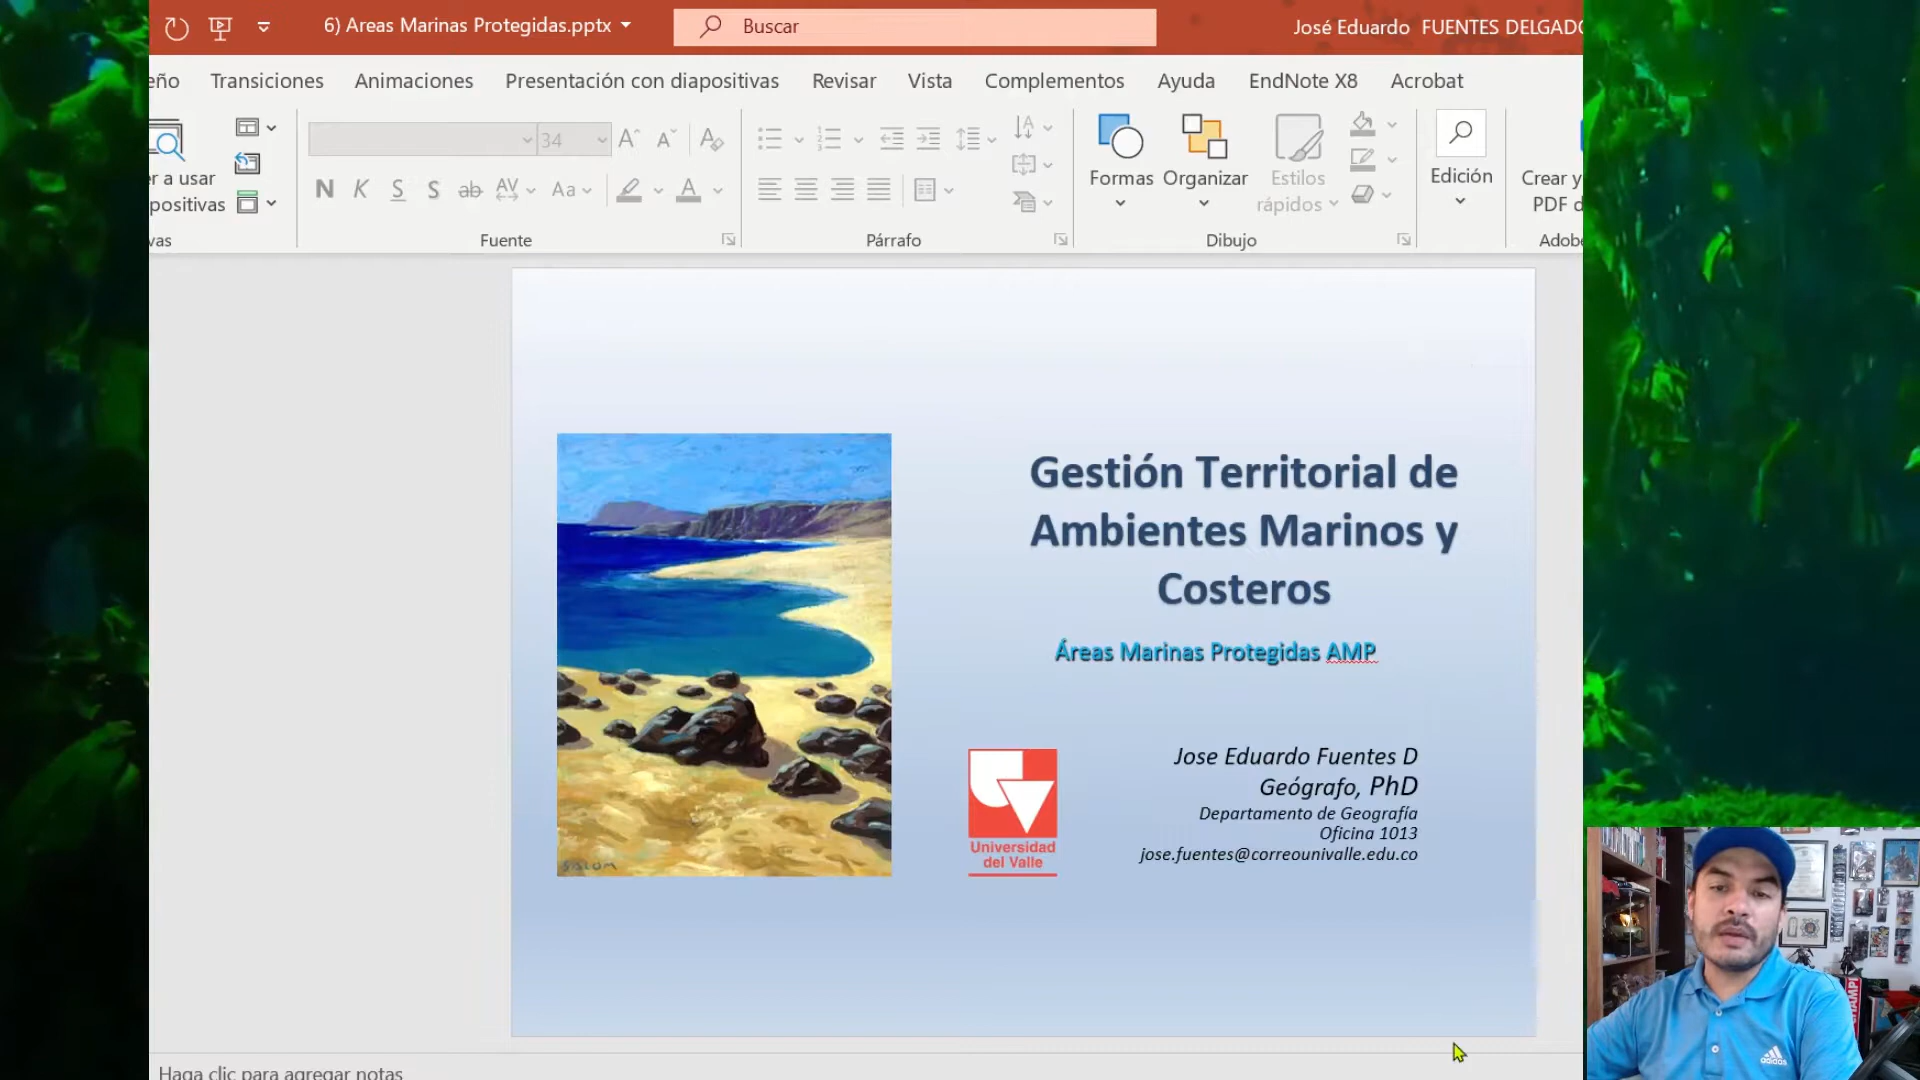 6) Areas Marinas Protegidas.pptx
Buscar
José Eduardo FUENTES DELGADO
eño Transiciones Animaciones Presentación con diapositivas Revisar Vista Complementos Ayuda EndNote X8 Acrobat
34
er a usar
positivas
vas
N K S S ab AV Aa A
Fuente
Párrafo
Formas Organizar Estilos
rápidos
Dibujo
Edición
Crear y
PDF d
Adobe
Gestión Territorial de
Ambientes Marinos y
Costeros
Áreas Marinas Protegidas AMP
Universidad
del Valle
Jose Eduardo Fuentes D
Geógrafo, PhD
Departamento de Geografía
Oficina 1013
jose.fuentes@correounivalle.edu.co
Haga clic para agregar notas